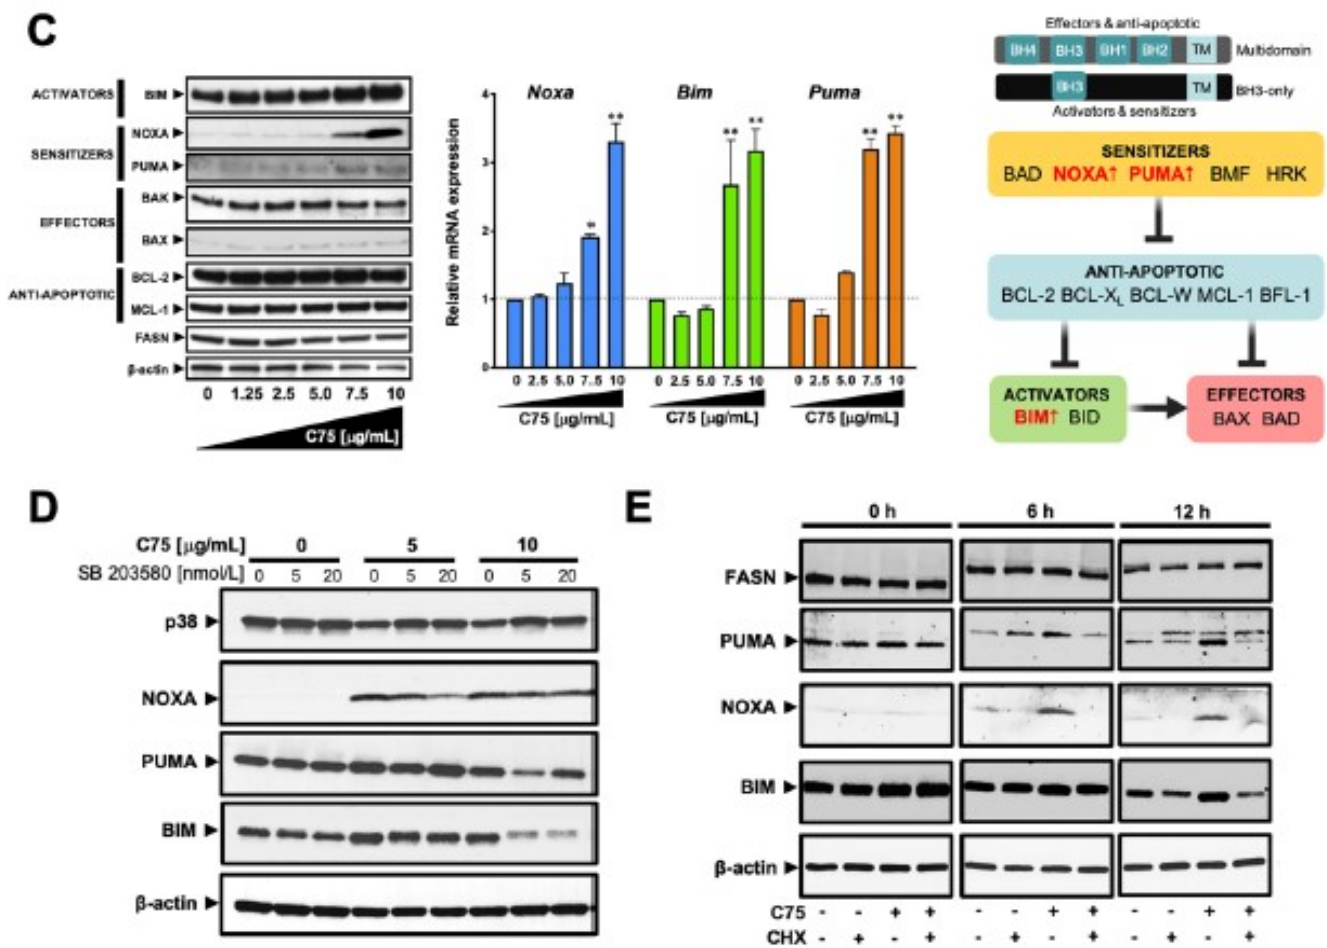 C
ACTIVATORS
BIM
SENSITIZERS
NOXA
PUMA
EFFECTORS
BAK
BAX
ANTI-APOPTOTIC
BCL-2
MCL-1
FASN
β-actin
0 1.25 2.5 5.0 7.5 10
C75 [μg/mL]
Relative mRNA expression
4
3
2
1
0
Noxa Bim Puma
** ** ** ** ** *
0 2.5 5.0 7.5 10 0 2.5 5.0 7.5 10 0 2.5 5.0 7.5 10
C75 [μg/mL] C75 [μg/mL] C75 [μg/mL]
Effectors & anti-apoptotic
BH4 BH3 BH1 BH2 TM Multidomain
BH3 TM BH3-only
Activators & sensitizers
SENSITIZERS
BAD NOXA↑ PUMA↑ BMF HRK
ANTI-APOPTOTIC
BCL-2 BCL-XL BCL-W MCL-1 BFL-1
ACTIVATORS
BIM↑ BID
EFFECTORS
BAX BAD
D
C75 [μg/mL] 0 5 10
SB 203580 [nmol/L] 0 5 20 0 5 20 0 5 20
p38
NOXA
PUMA
BIM
β-actin
E
0 h 6 h 12 h
FASN
PUMA
NOXA
BIM
β-actin
C75 - - + + - - + + - - + +
CHX - + - + - + - + - + - +